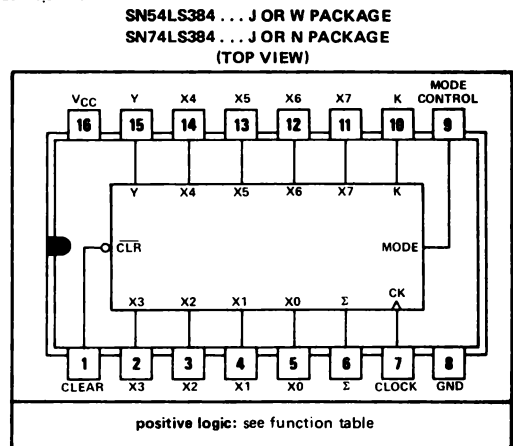 SN54LS384 . . . J OR W PACKAGE
SN74LS384 . . . J OR N PACKAGE
(TOP VIEW)
MODE
CONTROL
VCC Y X4 X5 X6 X7 K
16 15 14 13 12 11 10 9
Y X4 X5 X6 X7 K
CLR MODE
CK
X3 X2 X1 X0 Σ
1 2 3 4 5 6 7 8
CLEAR X3 X2 X1 X0 Σ CLOCK GND
positive logic: see function table